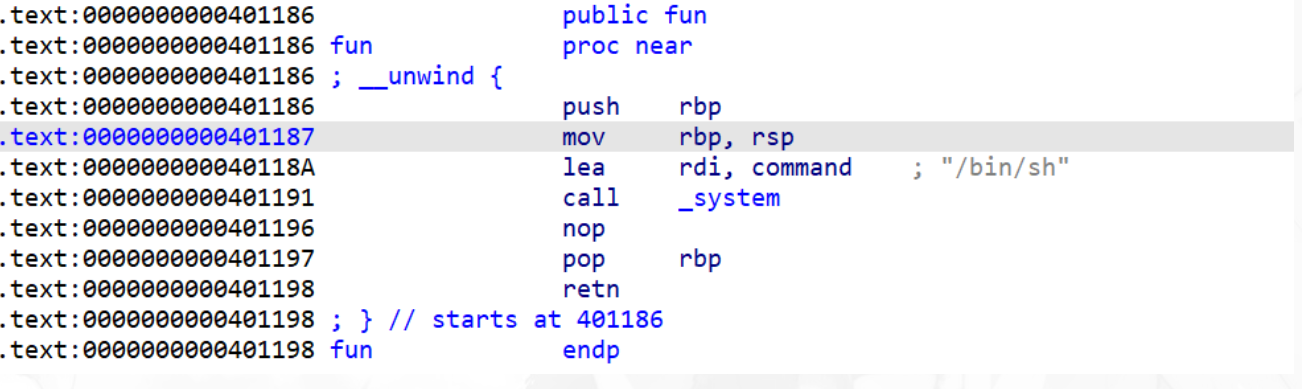 .text:0000000000401186 public fun
.text:0000000000401186 fun proc near
.text:0000000000401186 ; __unwind {
.text:0000000000401186 push rbp
.text:0000000000401187 mov rbp, rsp
.text:000000000040118A lea rdi, command ; "/bin/sh"
.text:0000000000401191 call _system
.text:0000000000401196 nop
.text:0000000000401197 pop rbp
.text:0000000000401198 retn
.text:0000000000401198 ; } // starts at 401186
.text:0000000000401198 fun endp